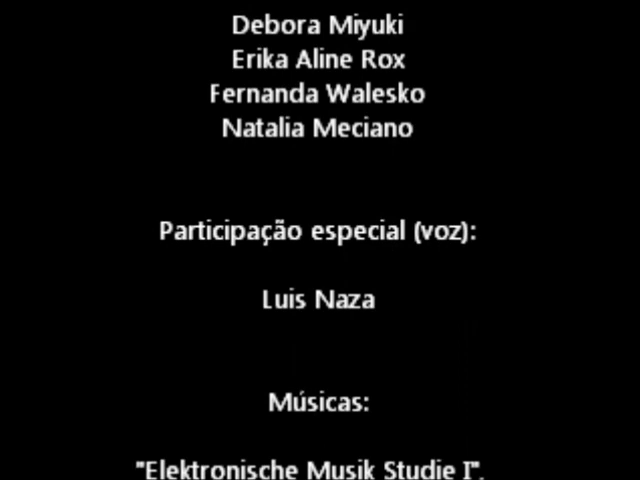 Debora Miyuki
Erika Aline Rox
Fernanda Walesko
Natalia Meciano
Participação especial (voz):
Luis Naza
Músicas:
"Elektronische Musik Studie I",